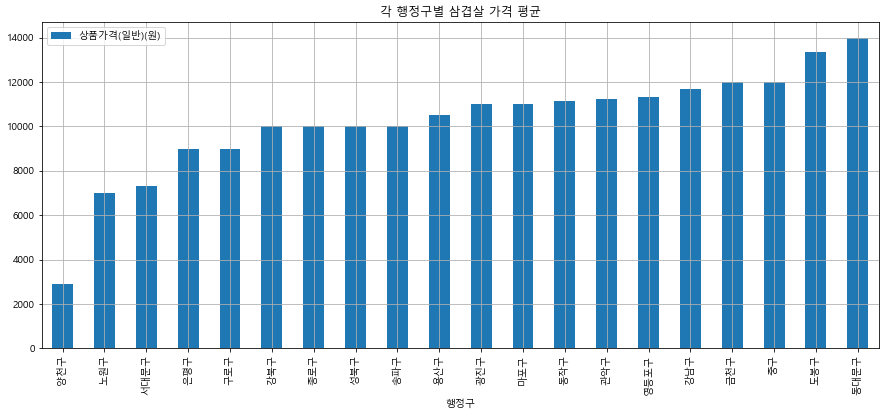 각 행정구별 삼겹살 가격 평균
상품가격(일반)(원)
14000
12000
10000
8000
6000
4000
2000
0
양천구
노원구
서대문구
은평구
구로구
강북구
종로구
성북구
송파구
용산구
광진구
마포구
동작구
관악구
영등포구
강남구
금천구
중구
도봉구
동대문구
행정구